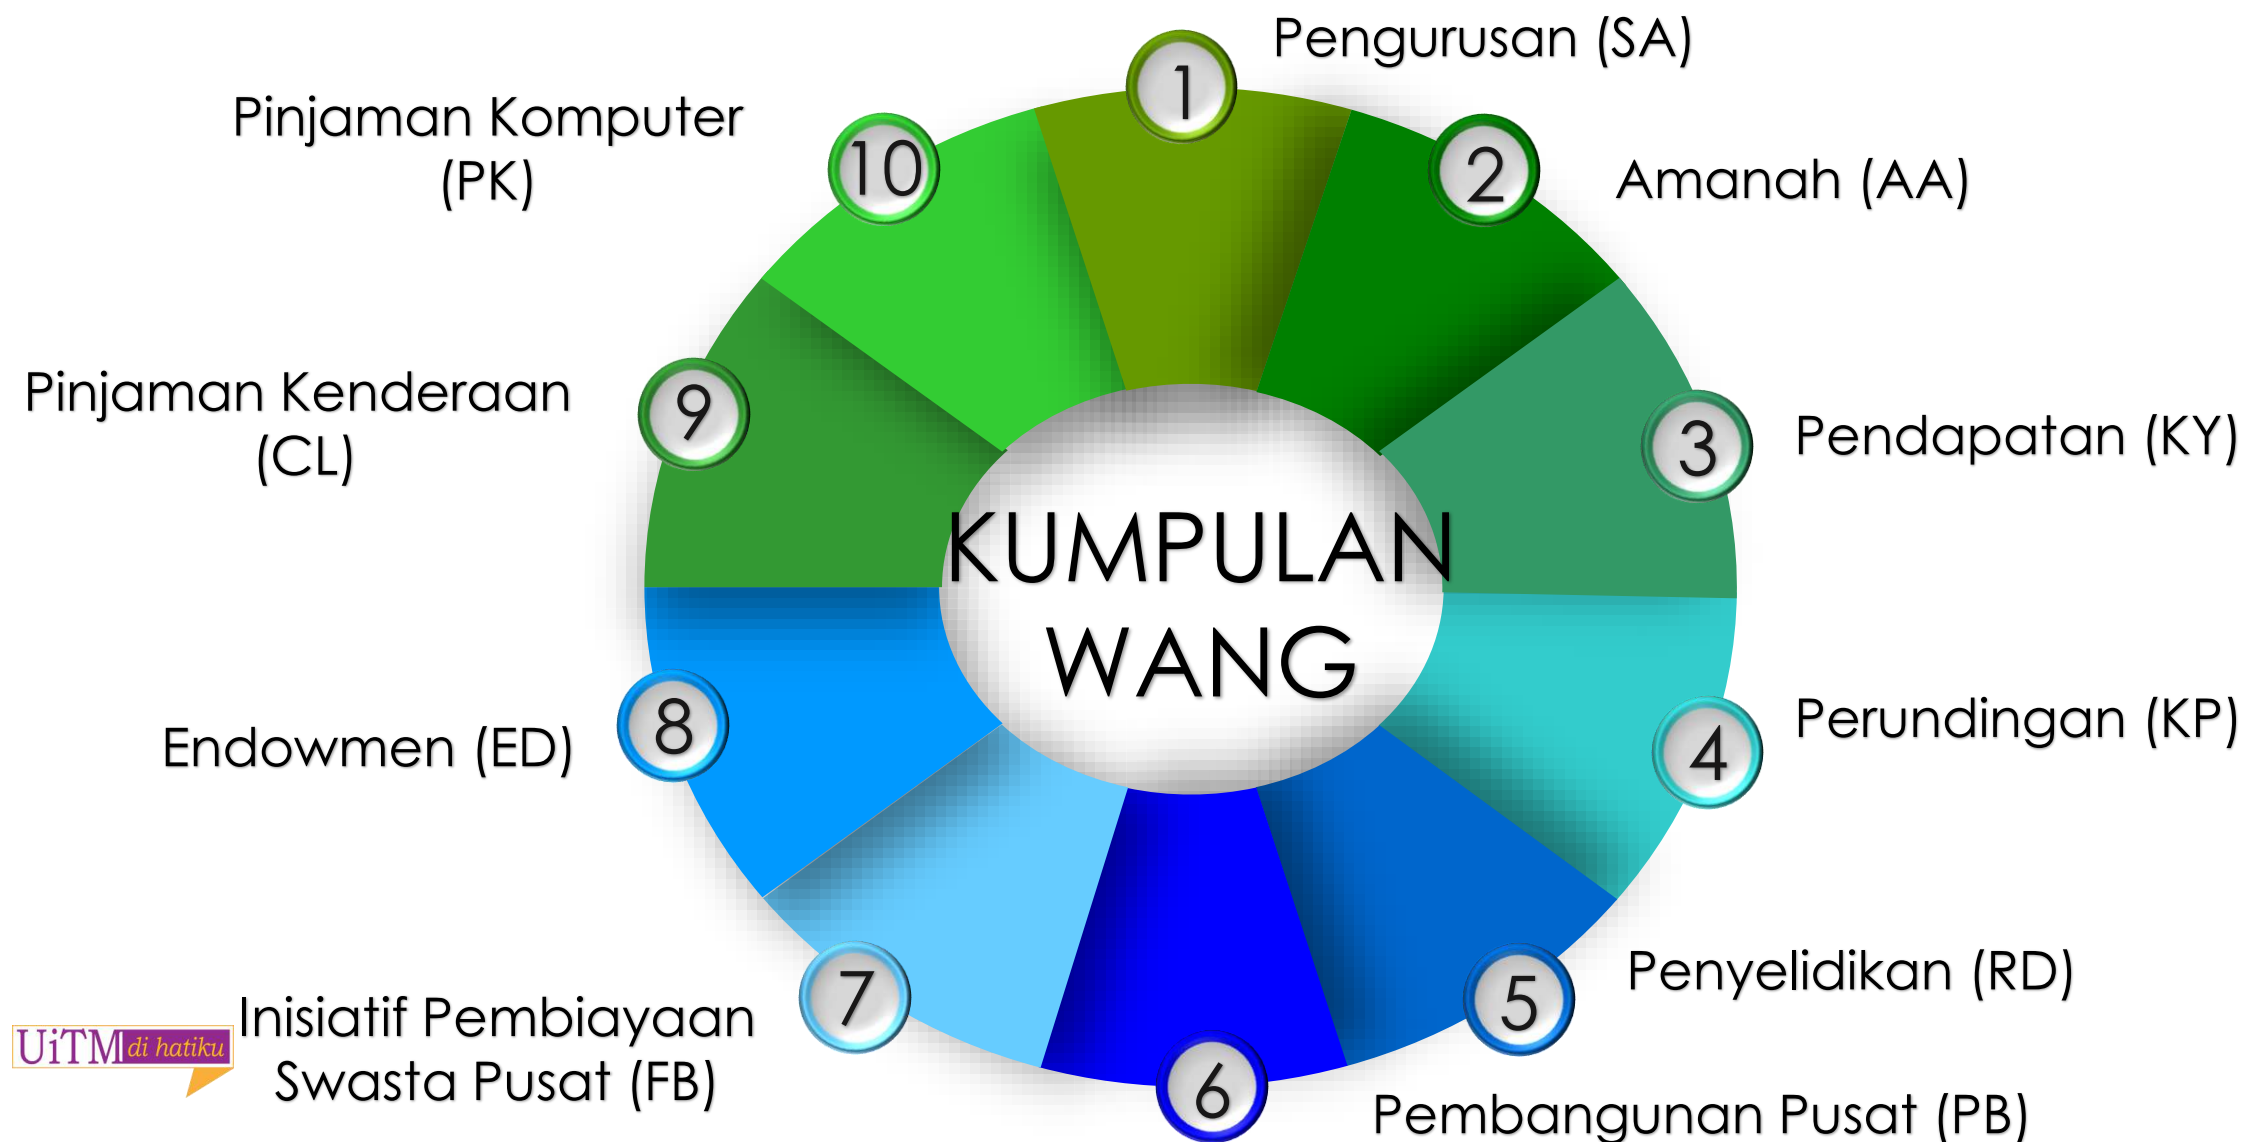 1
Pengurusan (SA)
2
Amanah (AA)
3
Pendapatan (KY)
4
Perundingan (KP)
5
Penyelidikan (RD)
6
Pembangunan Pusat (PB)
7
Inisiatif Pembiayaan
Swasta Pusat (FB)
8
Endowmen (ED)
9
Pinjaman Kenderaan
(CL)
10
Pinjaman Komputer
(PK)
KUMPULAN
WANG
UiTM di hatiku